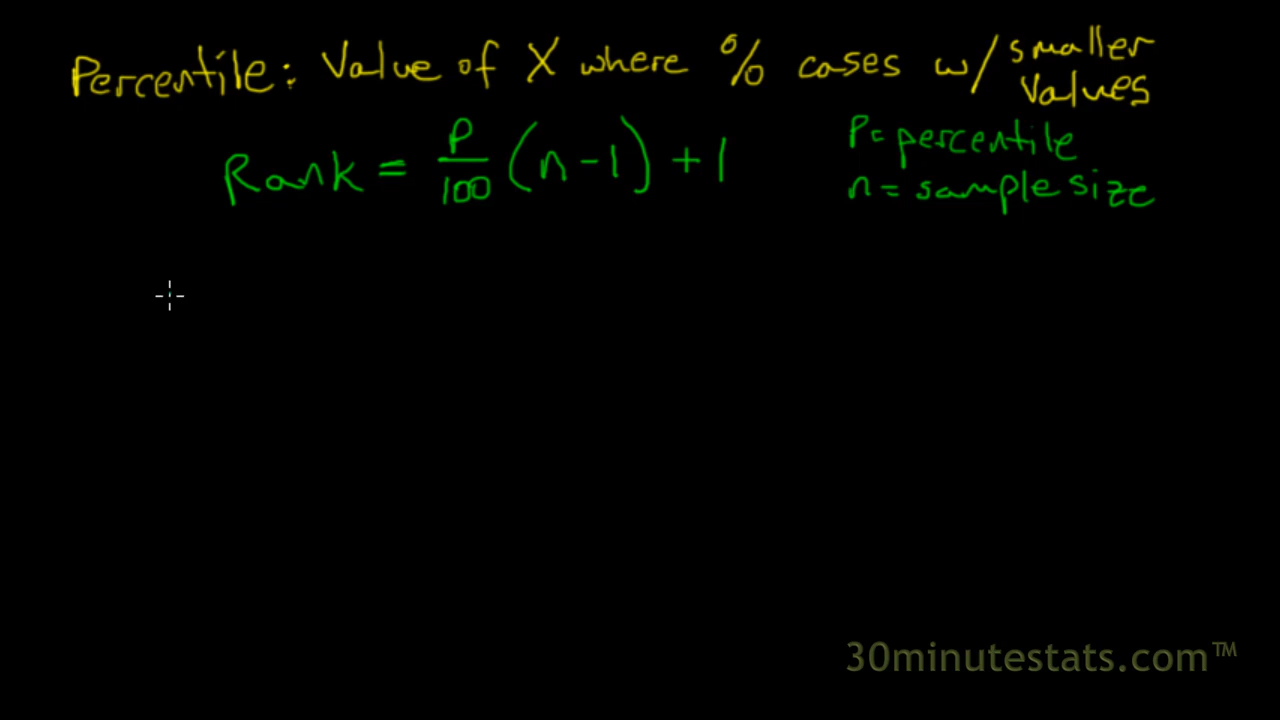 Percentile: Value of X where % cases w/ smaller values
Rank = P/100 (n-1) + 1
P = percentile
n = sample size
30minutestats.com™